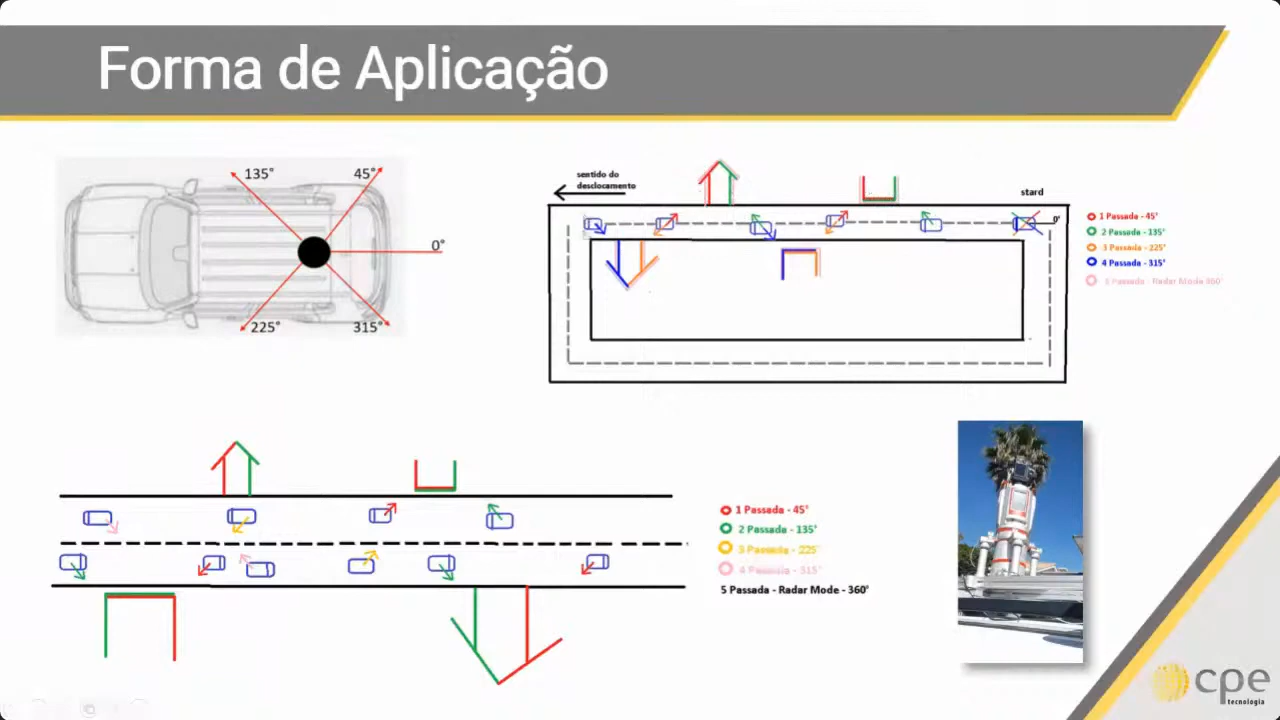 Forma de Aplicação
135°
45°
0°
225°
315°
sentido do
desclocamento
stard
0°
1 Passada - 45°
2 Passada - 135°
3 Passada - 225°
4 Passada - 315°
5 Passada - Radar Mode 360°
1 Passada - 45°
2 Passada - 135°
3 Passada - 225°
4 Passada - 315°
5 Passada - Radar Mode - 360°
cpe
tecnologia